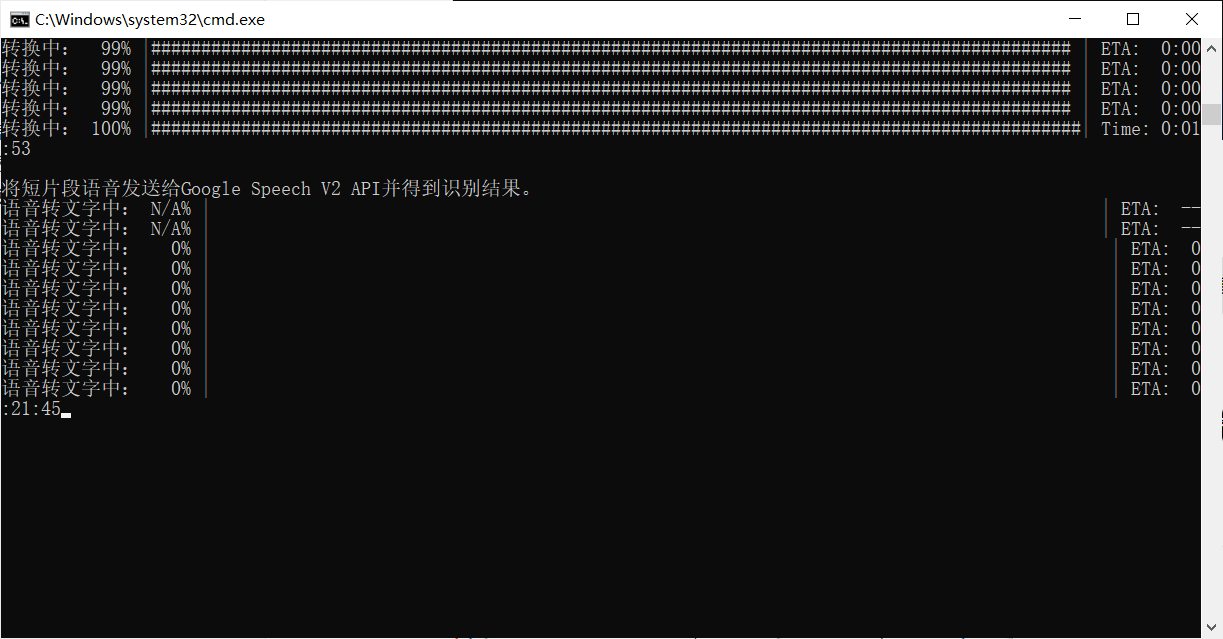 C:\Windows\system32\cmd.exe
转换中： 99% |############################################################################################ | ETA: 0:00
转换中： 99% |############################################################################################ | ETA: 0:00
转换中： 99% |############################################################################################ | ETA: 0:00
转换中： 99% |############################################################################################ | ETA: 0:00
转换中： 100% |#############################################################################################| Time: 0:01
:53
将短片段语音发送给Google Speech V2 API并得到识别结果。
语音转文字中： N/A% | | ETA: --
语音转文字中： N/A% | | ETA: --
语音转文字中： 0% | | ETA: 0
语音转文字中： 0% | | ETA: 0
语音转文字中： 0% | | ETA: 0
语音转文字中： 0% | | ETA: 0
语音转文字中： 0% | | ETA: 0
语音转文字中： 0% | | ETA: 0
语音转文字中： 0% | | ETA: 0
语音转文字中： 0% | | ETA: 0
:21:45